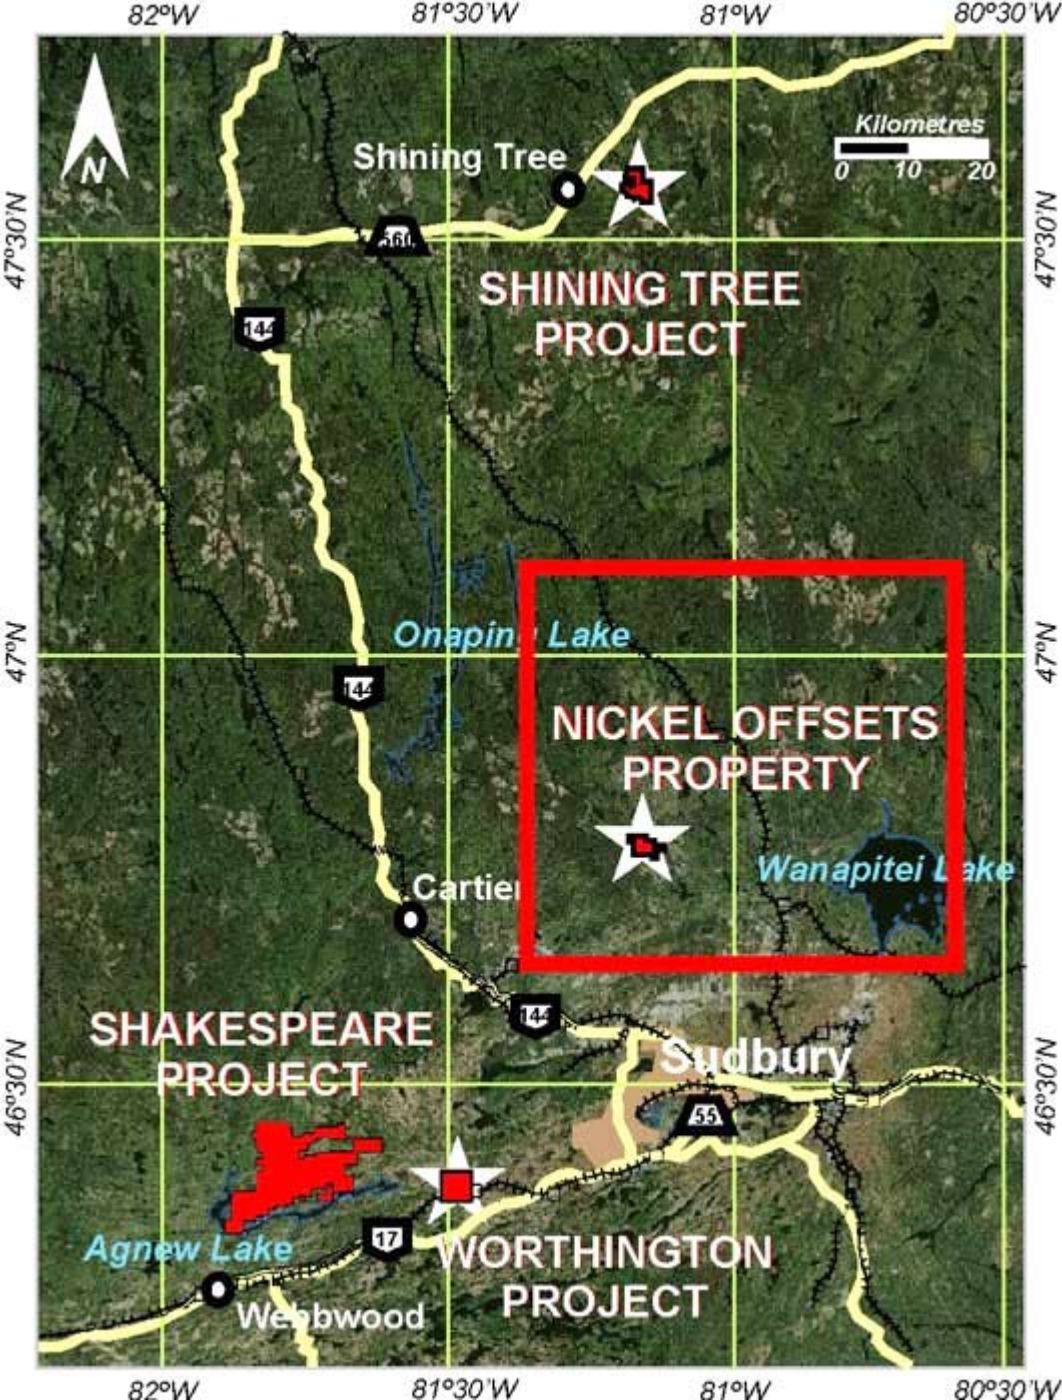 82°W 81°30'W 81°W 80°30'W
Kilometres
0 10 20
N
Shining Tree
47°30'N
47°30'N
560
SHINING TREE
PROJECT
144
Onaping Lake
47°N
47°N
144
NICKEL OFFSETS
PROPERTY
Wanapitei Lake
Cartier
144
SHAKESPEARE
PROJECT
Sudbury
46°30'N
46°30'N
55
17
Agnew Lake
WORTHINGTON
PROJECT
Webbwood
82°W 81°30'W 81°W 80°30'W